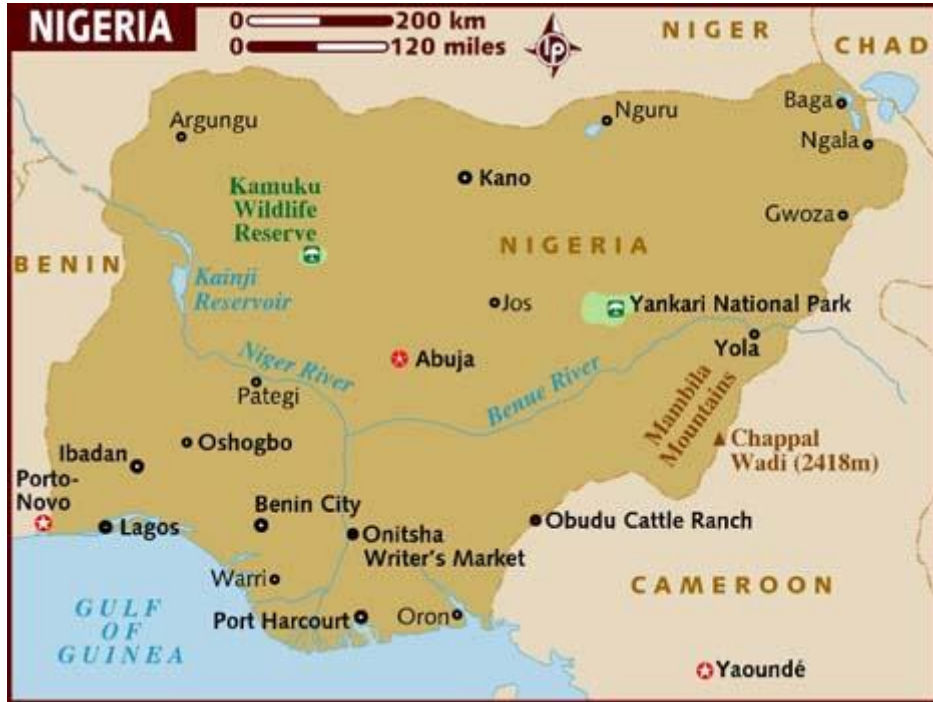 NIGERIA
0 200 km
0 120 miles
LP
NIGER
CHAD
Argungu
Nguru
Baga
Ngala
Kano
Kamuku
Wildlife
Reserve
Gwoza
NIGERIA
BENIN
Kainji
Reservoir
Jos
Yankari National Park
Niger River
Abuja
Benue River
Yola
Pategi
Mambila
Mountains
Oshogbo
Chappal
Wadi (2418m)
Ibadan
Porto-
Novo
Lagos
Benin City
Onitsha
Writer's Market
Obudu Cattle Ranch
Warri
CAMEROON
GULF
OF
GUINEA
Port Harcourt
Oron
Yaoundé